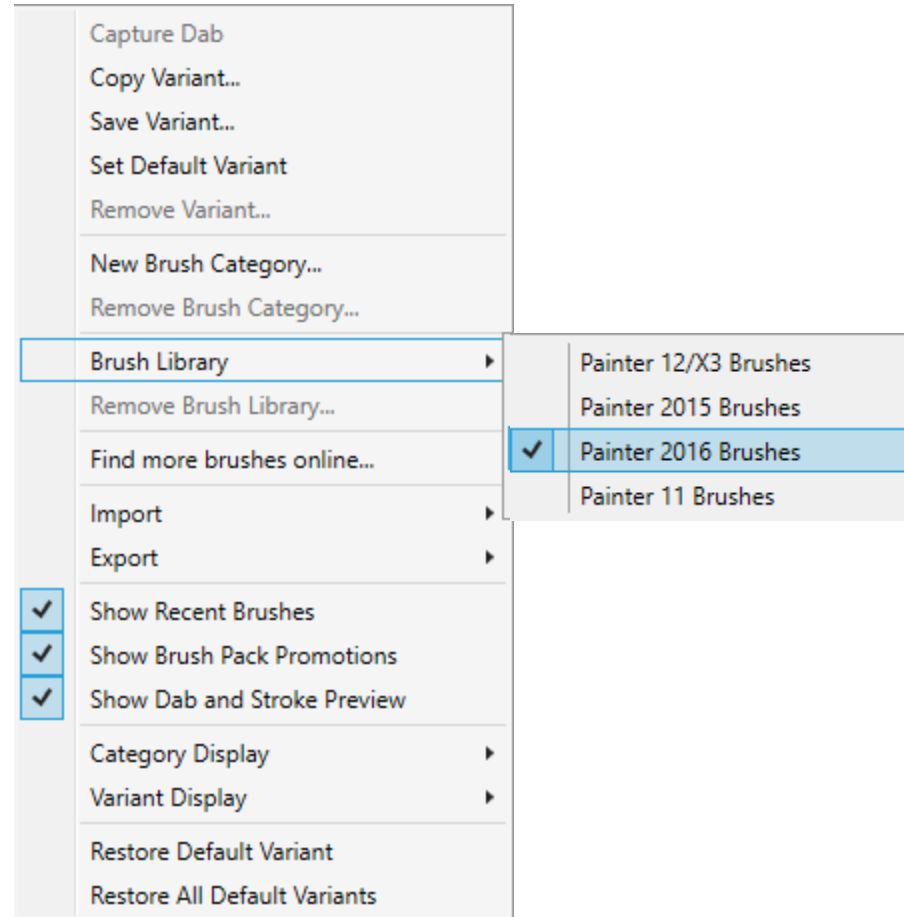 Capture Dab
Copy Variant...
Save Variant...
Set Default Variant
Remove Variant...
New Brush Category...
Remove Brush Category...
Brush Library
Remove Brush Library...
Find more brushes online...
Import
Export
Show Recent Brushes
Show Brush Pack Promotions
Show Dab and Stroke Preview
Category Display
Variant Display
Restore Default Variant
Restore All Default Variants
Painter 12/X3 Brushes
Painter 2015 Brushes
Painter 2016 Brushes
Painter 11 Brushes